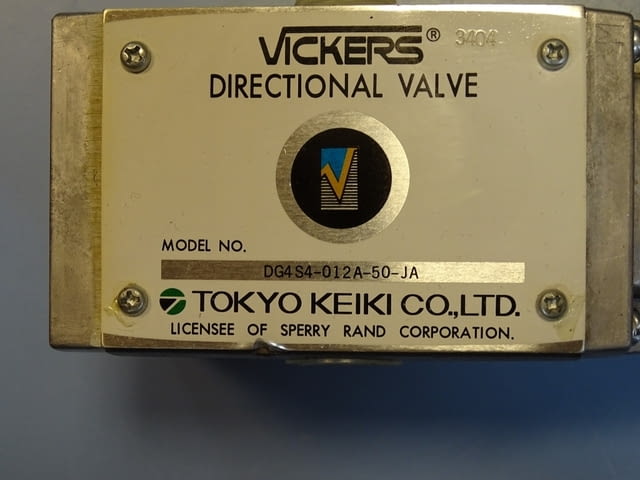 VICKERS® 3404
DIRECTIONAL VALVE
MODEL NO.
DG4S4-012A-50-JA
TOKYO KEIKI CO.,LTD.
LICENSEE OF SPERRY RAND CORPORATION.